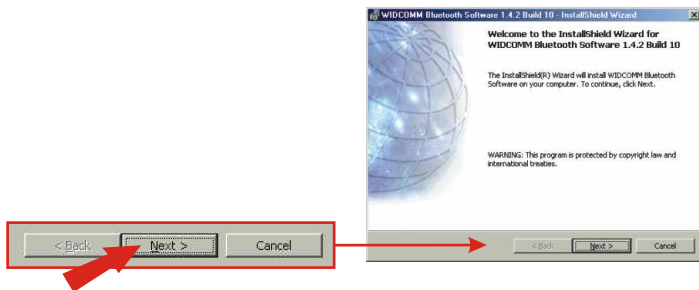 WIDCOMM Bluetooth Software 1.4.2 Build 10 - InstallShield Wizard
Welcome to the InstallShield Wizard for
WIDCOMM Bluetooth Software 1.4.2 Build 10
The InstallShield(R) Wizard will install WIDCOMM Bluetooth
Software on your computer. To continue, click Next.
WARNING: This program is protected by copyright law and
international treaties.
< Back Next > Cancel
< Back Next > Cancel